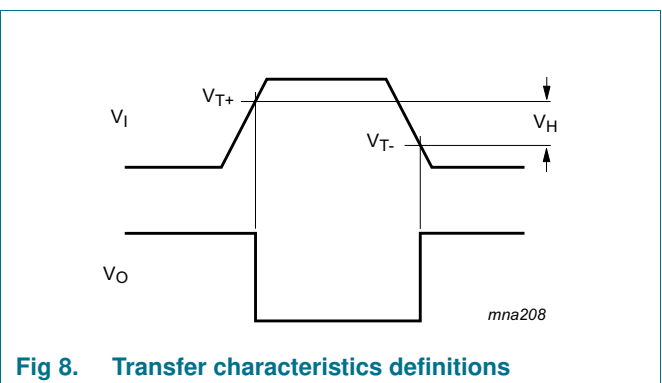 VT+
VI
VH
VT-
VO
mna208
Fig 8. Transfer characteristics definitions